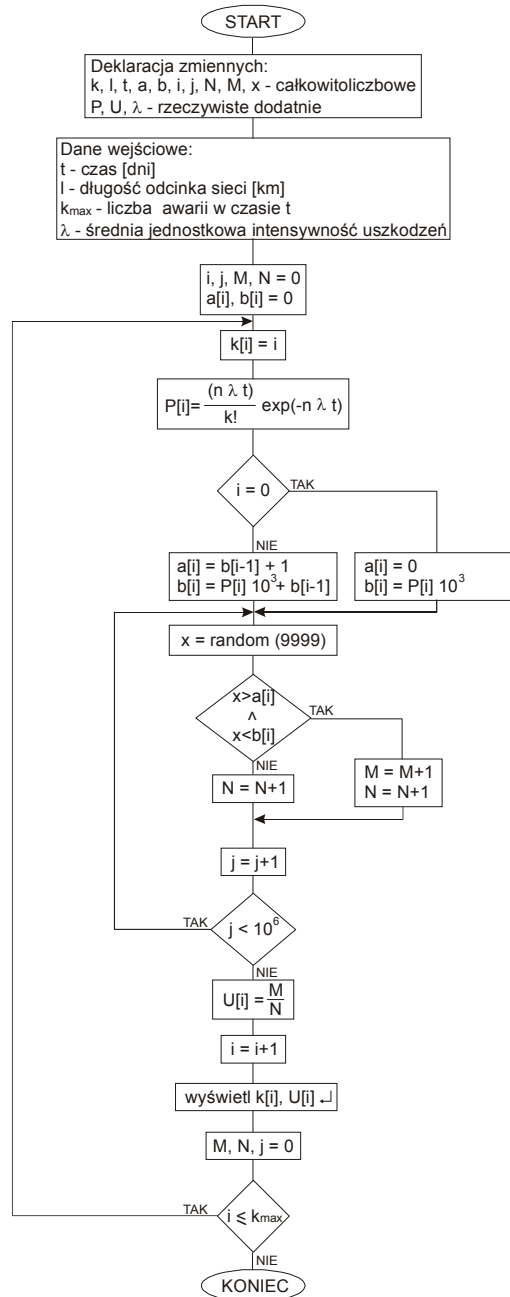 START
Deklaracja zmiennych:
k, l, t, a, b, i, j, N, M, x - całkowitoliczbowe
P, U, λ - rzeczywiste dodatnie
Dane wejściowe:
t - czas [dni]
l - długość odcinka sieci [km]
kmax - liczba awarii w czasie t
λ - średnia jednostkowa intensywność uszkodzeń
i, j, M, N = 0
a[i], b[i] = 0
k[i] = i
P[i]= (n λ t)
k!
exp(-n λ t)
i = 0
TAK
NIE
a[i] = b[i-1] + 1
b[i] = P[i] 10³+ b[i-1]
a[i] = 0
b[i] = P[i] 10³
x = random (9999)
x>a[i]
^
x<b[i]
TAK
NIE
N = N+1
M = M+1
N = N+1
j = j+1
TAK
j < 10⁶
NIE
U[i] = M
N
i = i+1
wyświetl k[i], U[i] ↵
M, N, j = 0
TAK
i ⩽ kmax
NIE
KONIEC